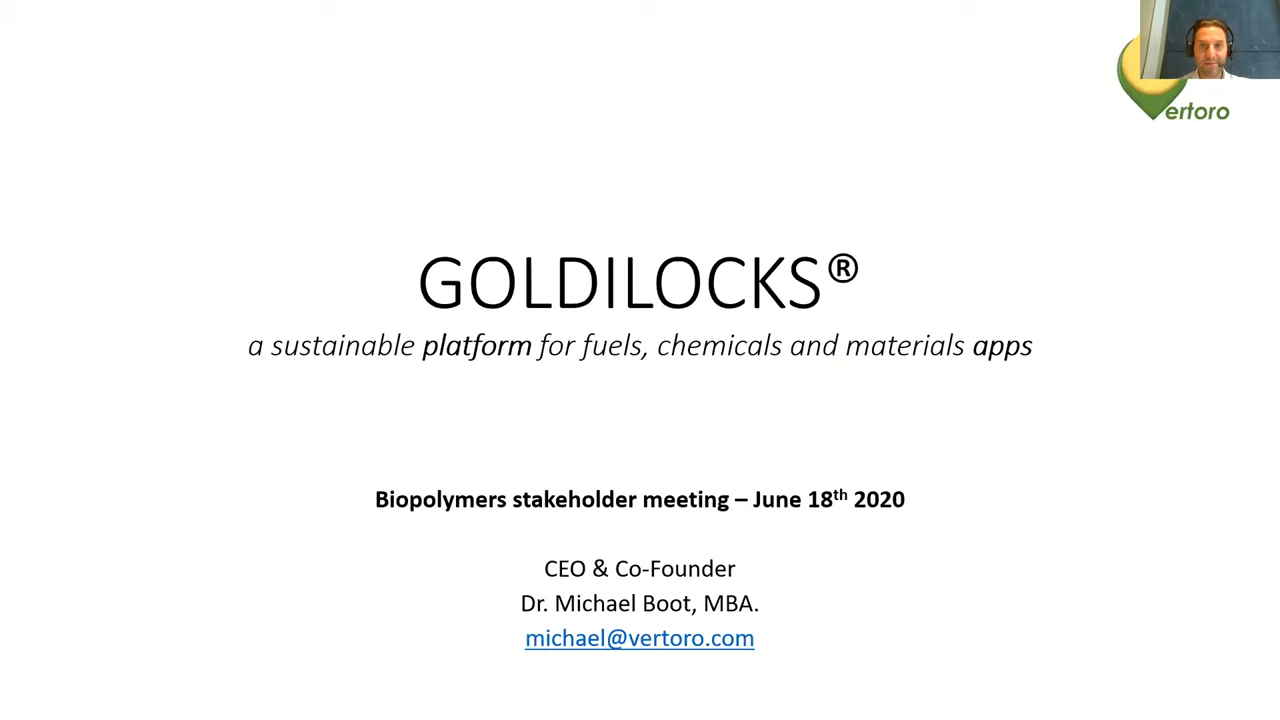 ertoro
GOLDILOCKS®
a sustainable platform for fuels, chemicals and materials apps
Biopolymers stakeholder meeting – June 18th 2020
CEO & Co-Founder
Dr. Michael Boot, MBA.
michael@vertoro.com